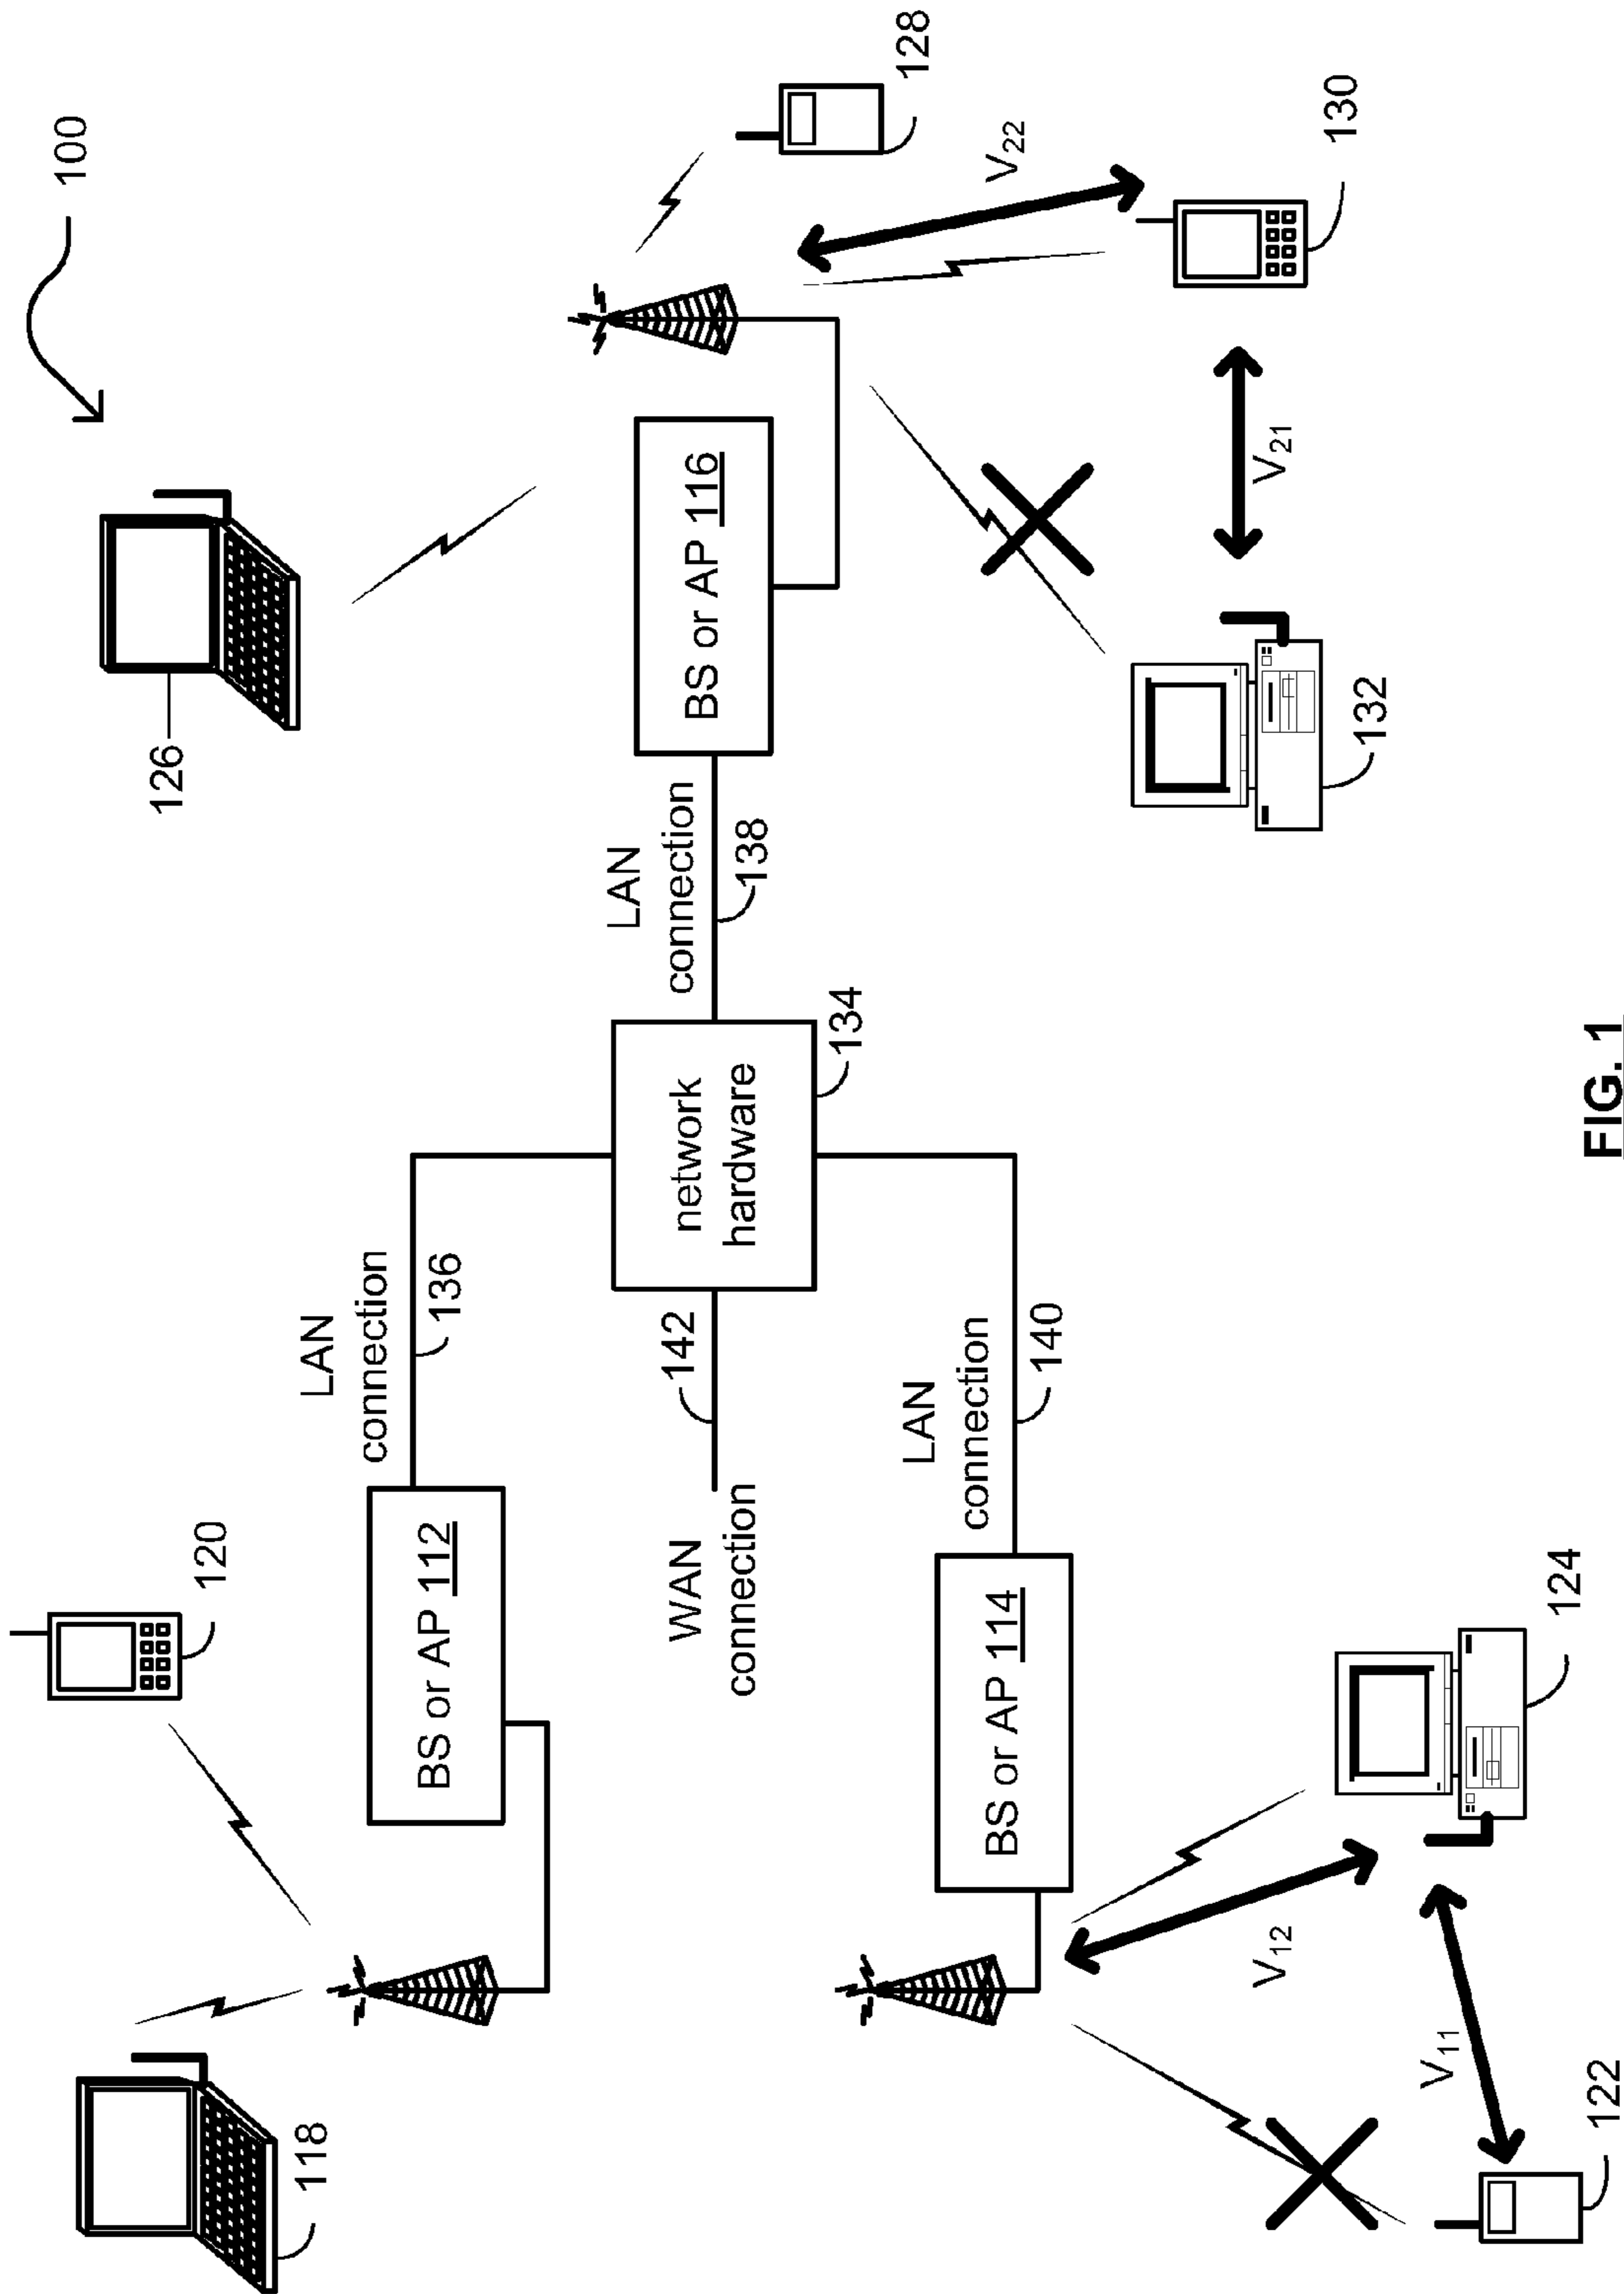 100
120
126
118
LAN
connection
136
BS or AP 112
LAN
connection
138
BS or AP 116
128
142
WAN
connection
network
hardware
134
V22
130
LAN
connection
140
BS or AP 114
V12
V21
132
V11
124
122
FIG. 1